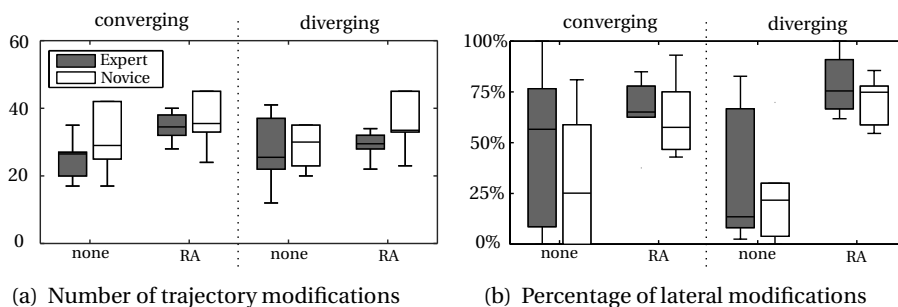 converging diverging
60
40
20
0
Expert
Novice
none RA none RA
(a) Number of trajectory modifications
converging diverging
100%
75%
50%
25%
0%
none RA none RA
(b) Percentage of lateral modifications